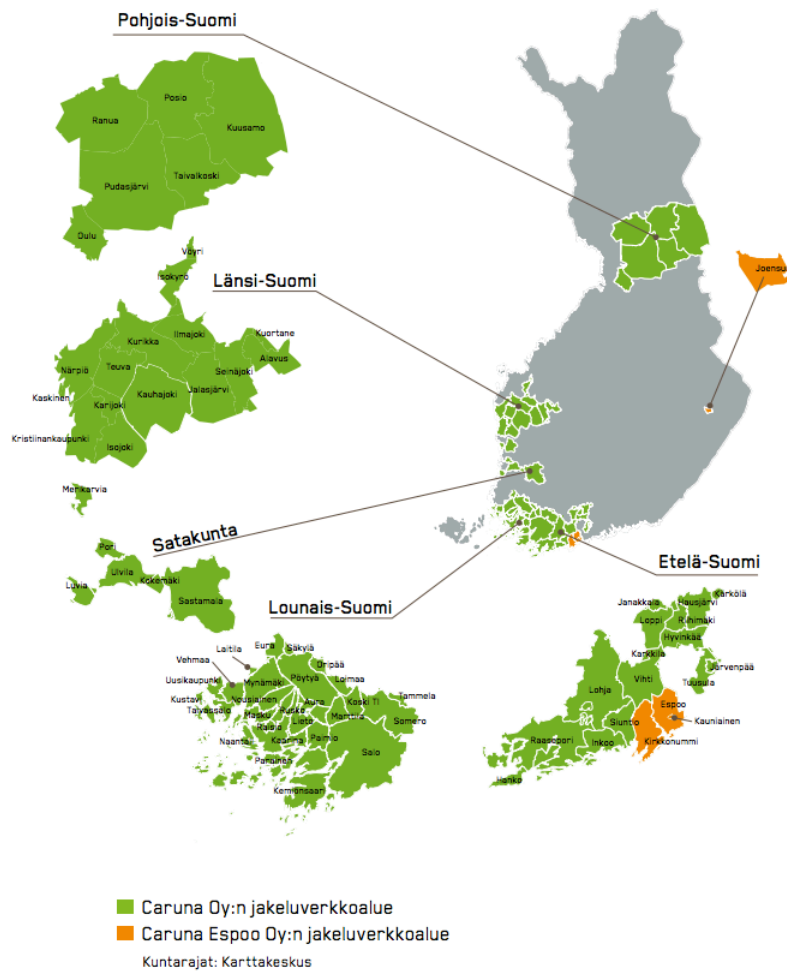 Pohjois-Suomi
Posio
Ranua
Kuusamo
Taivalkoski
Pudasjärvi
Oulu
Vöyri
Isokyrö
Länsi-Suomi
Ilmajoki
Kuortane
Kurikka
Alavus
Närpiö
Teuva
Seinäjoki
Kaskinen
Kauhajoki
Jalasjärvi
Karijoki
Kristiinankaupunki
Isojoki
Merikarvia
Joensuu
Satakunta
Pori
Ulvila
Luvia
Kokemäki
Sastamala
Lounais-Suomi
Laitila
Eura
Säkylä
Vehmaa
Oripää
Loimaa
Uusikaupunki
Mynämäki
Pöytyä
Kustavi
Nousiainen
Aura
Koski Tl
Tammela
Taivassalo
Masku
Rusko
Marttila
Somero
Raisio
Lieto
Naantali
Kaarina
Paimio
Salo
Parainen
Kemiönsaari
Etelä-Suomi
Kärkölä
Janakkala
Hausjärvi
Loppi
Riihimäki
Hyvinkää
Karkkila
Järvenpää
Vihti
Tuusula
Lohja
Espoo
Siuntio
Kauniainen
Raasepori
Inkoo
Kirkkonummi
Hanko
Caruna Oy:n jakeluverkkoalue
Caruna Espoo Oy:n jakeluverkkoalue
Kuntarajat: Karttakeskus